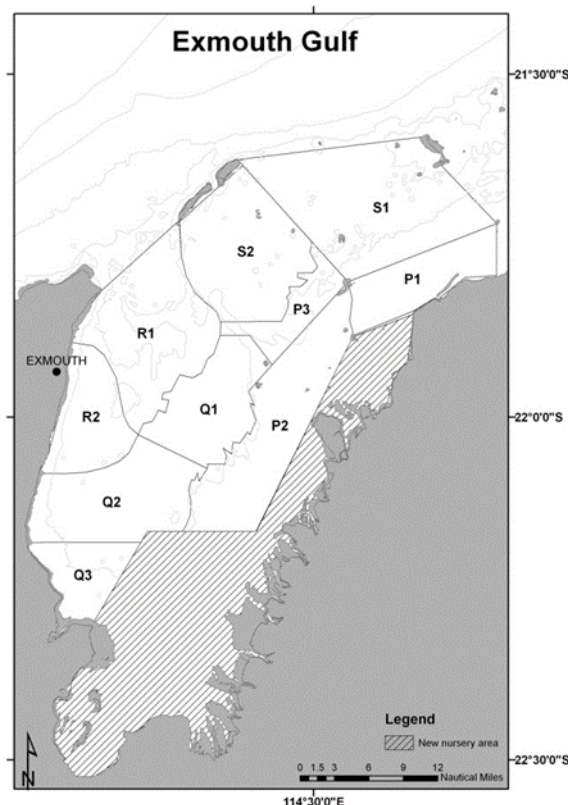 Exmouth Gulf
21°30'0"S
S1
S2
P1
P3
R1
EXMOUTH
R2
Q1
P2
22°0'0"S
Q2
Q3
Legend
New nursery area
N
0 1.5 3 6 9 12
Nautical Miles
22°30'0"S
114°30'0"E